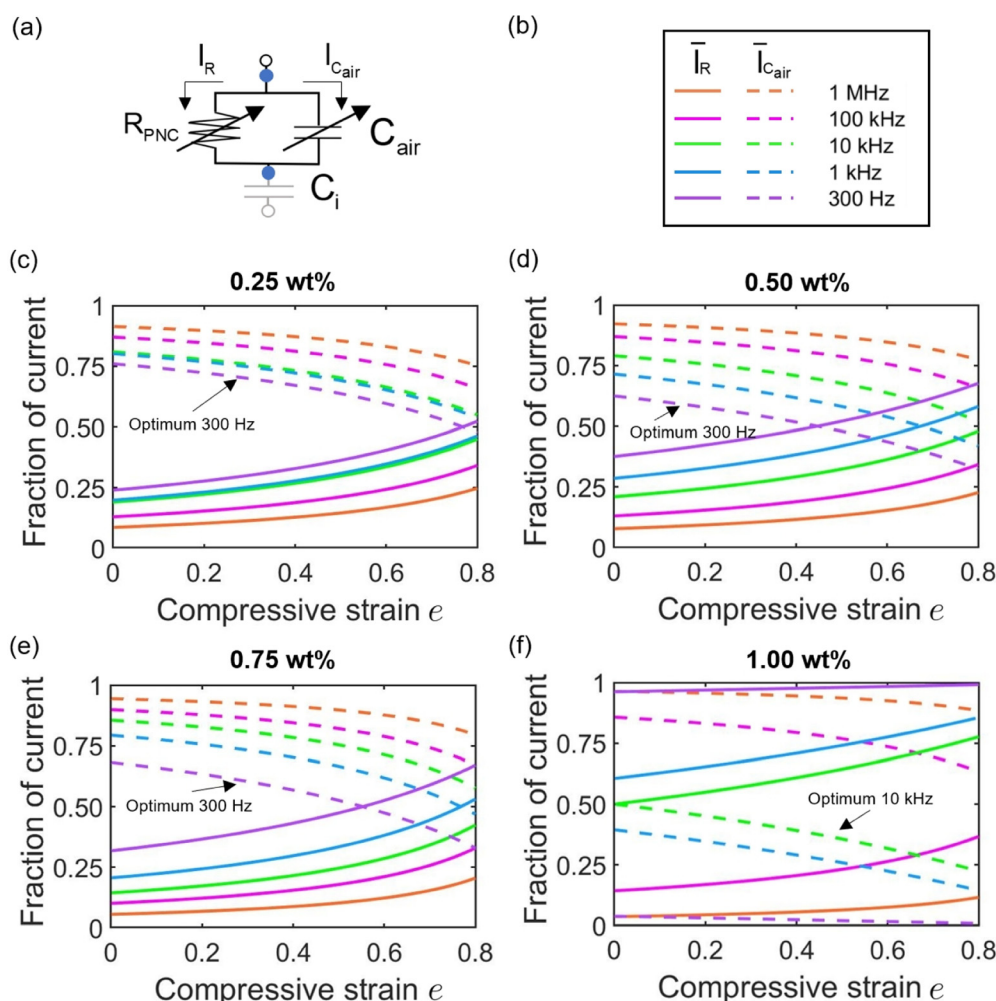 (a)
I_R
I_Cair
R_PNC
C_air
C_i
(b)
I̅_R I̅_Cair
1 MHz
100 kHz
10 kHz
1 kHz
300 Hz
(c)
0.25 wt%
Fraction of current
1
0.75
0.50
0.25
0
Optimum 300 Hz
0 0.2 0.4 0.6 0.8
Compressive strain e
(d)
0.50 wt%
Fraction of current
1
0.75
0.50
0.25
0
Optimum 300 Hz
0 0.2 0.4 0.6 0.8
Compressive strain e
(e)
0.75 wt%
Fraction of current
1
0.75
0.50
0.25
0
Optimum 300 Hz
0 0.2 0.4 0.6 0.8
Compressive strain e
(f)
1.00 wt%
Fraction of current
1
0.75
0.50
0.25
0
Optimum 10 kHz
0 0.2 0.4 0.6 0.8
Compressive strain e